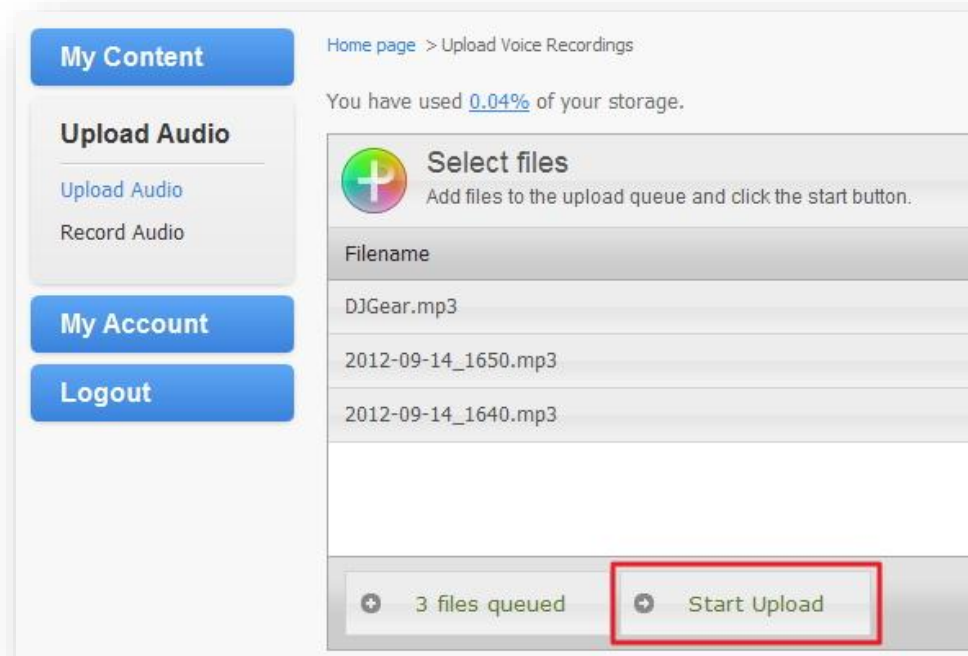 My Content
Upload Audio
Upload Audio
Record Audio
My Account
Logout
Home page > Upload Voice Recordings
You have used 0.04% of your storage.
Select files
Add files to the upload queue and click the start button.
Filename
DJGear.mp3
2012-09-14_1650.mp3
2012-09-14_1640.mp3
3 files queued
Start Upload